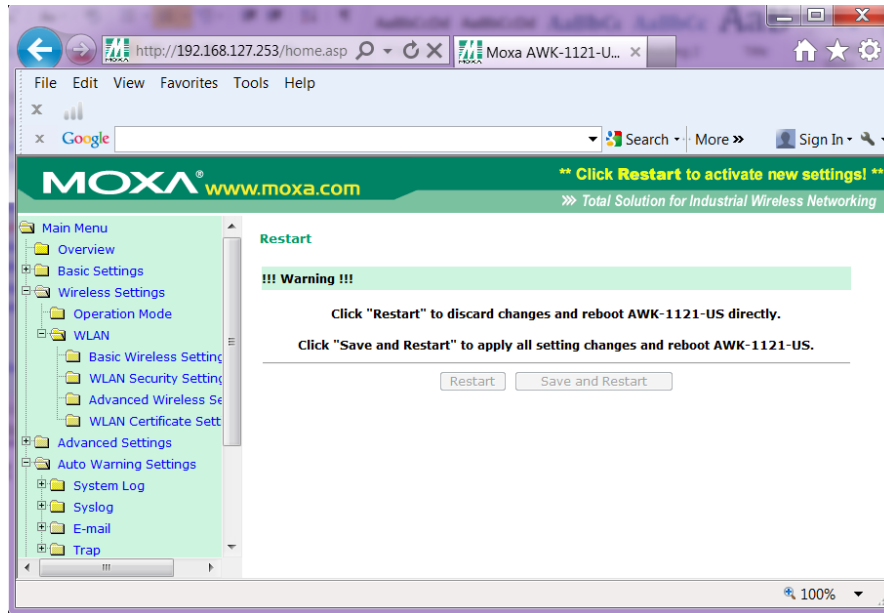 http://192.168.127.253/home.asp
Moxa AWK-1121-U...
File Edit View Favorites Tools Help
x
x Google Search More » Sign In
MOXA® www.moxa.com
** Click Restart to activate new settings! **
Total Solution for Industrial Wireless Networking
Main Menu
Overview
Basic Settings
Wireless Settings
Operation Mode
WLAN
Basic Wireless Setting
WLAN Security Setting
Advanced Wireless Se
WLAN Certificate Sett
Advanced Settings
Auto Warning Settings
System Log
Syslog
E-mail
Trap
Restart
!!! Warning !!!
Click "Restart" to discard changes and reboot AWK-1121-US directly.
Click "Save and Restart" to apply all setting changes and reboot AWK-1121-US.
Restart Save and Restart
100%